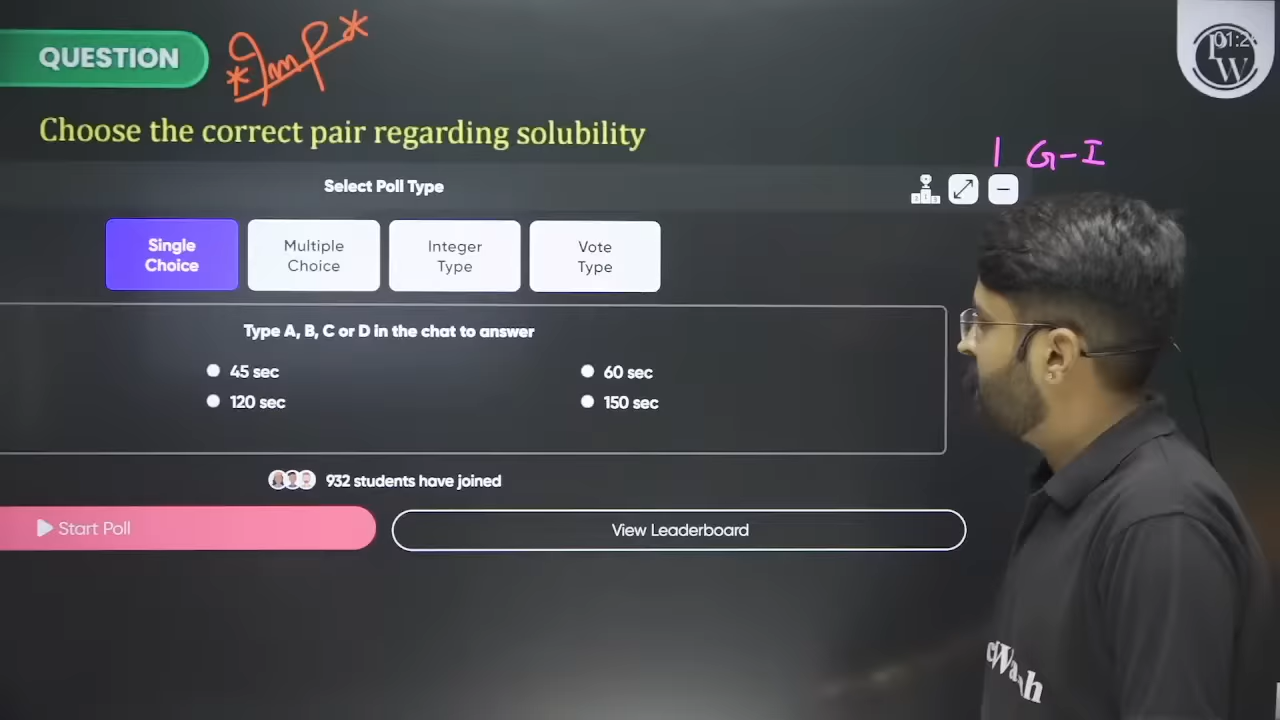 QUESTION
*Imp*
Choose the correct pair regarding solubility
| G-I
Select Poll Type
Single Choice
Multiple Choice
Integer Type
Vote Type
Type A, B, C or D in the chat to answer
45 sec
60 sec
120 sec
150 sec
932 students have joined
Start Poll
View Leaderboard
PW